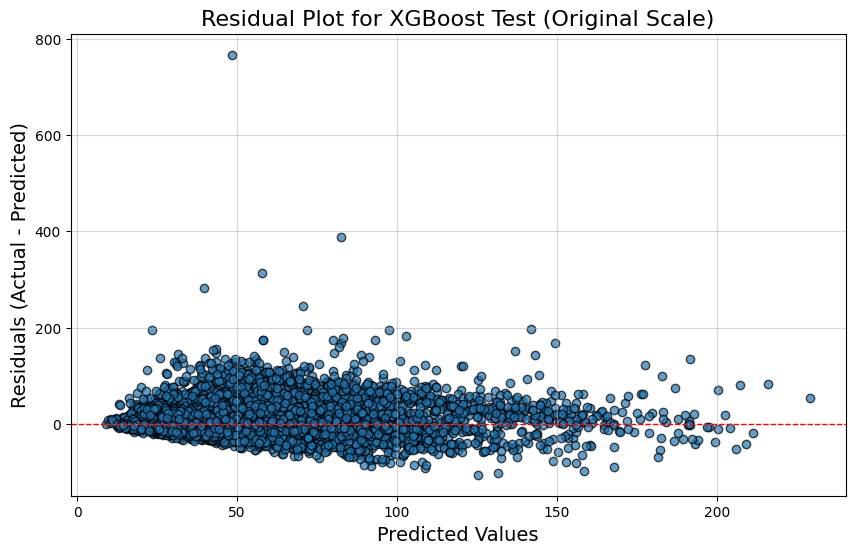 Residual Plot for XGBoost Test (Original Scale)
800
600
400
200
0
Residuals (Actual - Predicted)
0 50 100 150 200
Predicted Values